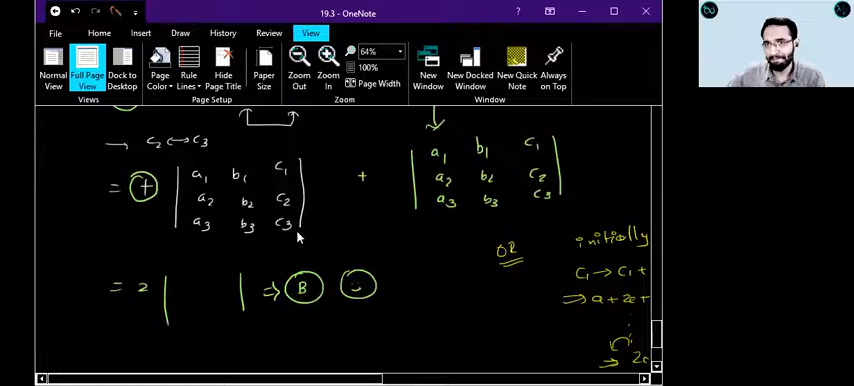 19.3 - OneNote
File Home Insert Draw History Review View
Normal View
Full Page View
Dock to Desktop
Views
Page Color
Rule Lines
Hide Page Title
Page Setup
Paper Size
Zoom Out
Zoom In
64%
100%
Page Width
Zoom
New Window
New Docked Window
New Quick Note
Always on Top
Window
→ C2 ↔ C3
= + | a1 b1 c1 | + | a1 b1 c1 |
| a2 b2 c2 | | a2 b2 c2 |
| a3 b3 c3 | | a3 b3 c3 |
OR
initially
C1 → C1 +
⇒ a + 2c +
= 2 | | ⇒ B
→ 2c